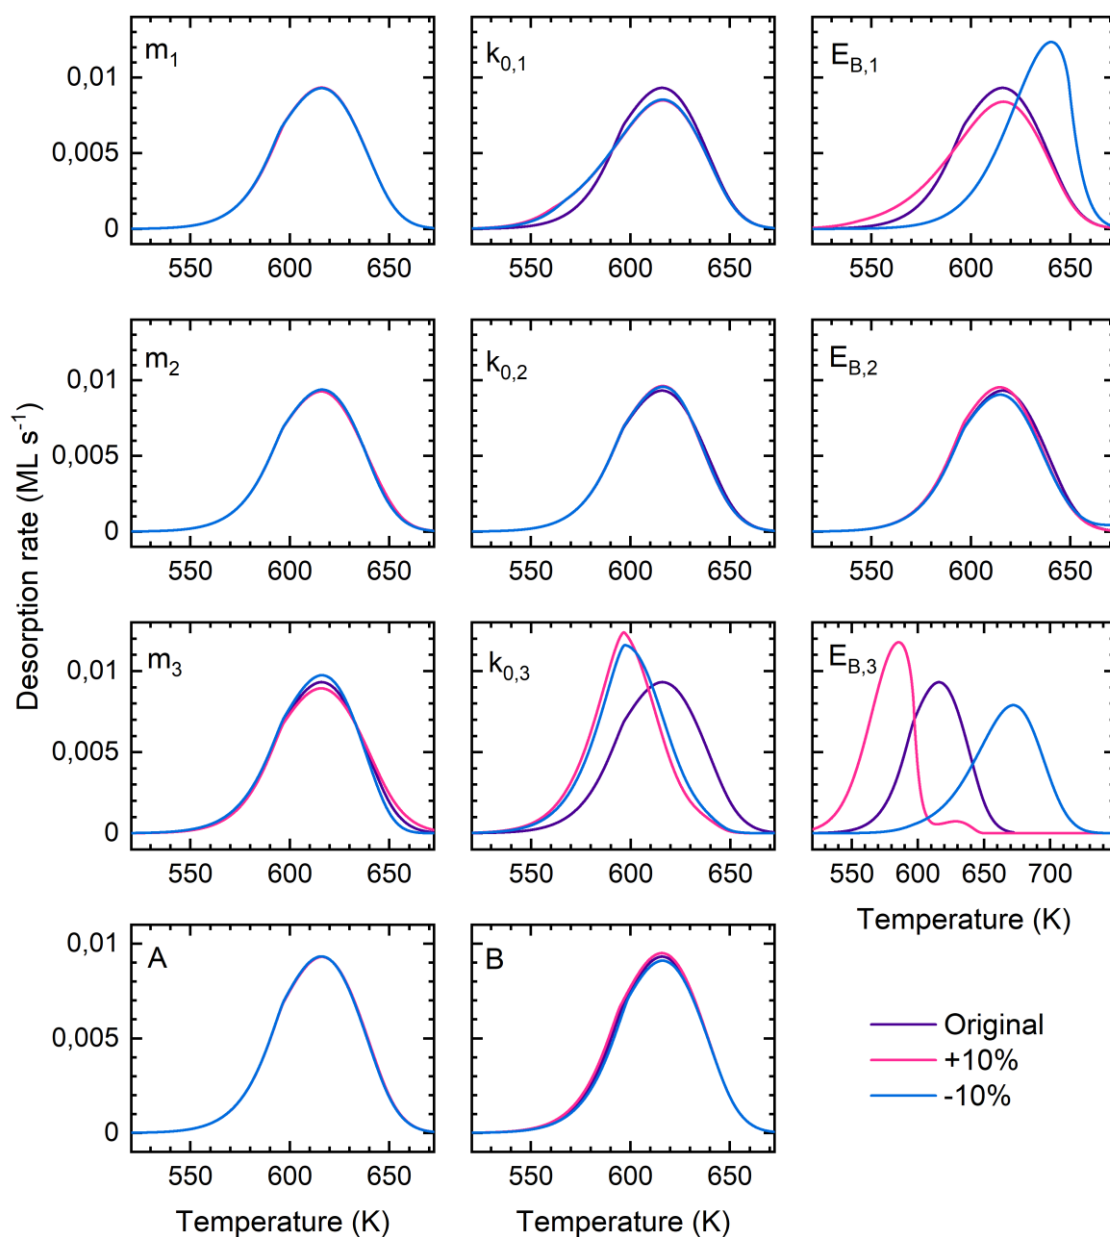 m1
0,01
0,005
0
550 600 650
k0,1
550 600 650
EB,1
550 600 650
m2
0,01
0,005
0
550 600 650
k0,2
550 600 650
EB,2
550 600 650
Desorption rate (ML s-1)
m3
0,01
0,005
0
550 600 650
k0,3
550 600 650
EB,3
550 600 650 700
Temperature (K)
A
0,01
0,005
0
550 600 650
Temperature (K)
B
550 600 650
Temperature (K)
Original
+10%
-10%